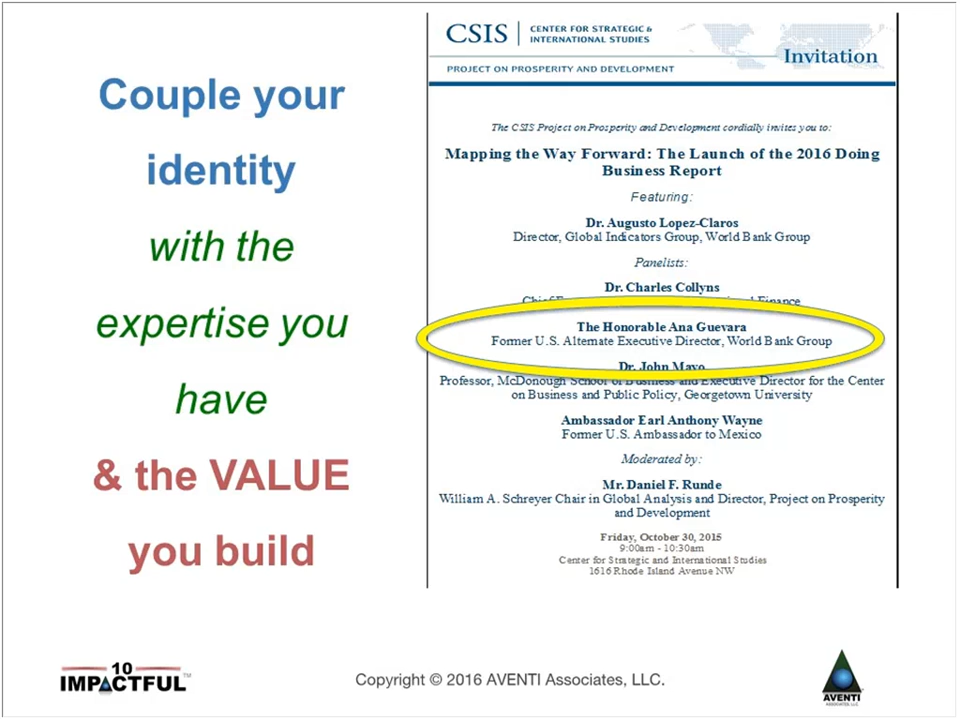 Couple your
identity
with the
expertise you
have
& the VALUE
you build
CSIS
CENTER FOR STRATEGIC &
INTERNATIONAL STUDIES
Invitation
PROJECT ON PROSPERITY AND DEVELOPMENT
The CSIS Project on Prosperity and Development cordially invites you to:
Mapping the Way Forward: The Launch of the 2016 Doing
Business Report
Featuring:
Dr. Augusto Lopez-Claros
Director, Global Indicators Group, World Bank Group
Panelists:
Dr. Charles Collyns
Finance
The Honorable Ana Guevara
Former U.S. Alternate Executive Director, World Bank Group
Dr. John Mayo
Professor, McDonough School of Business and Executive Director for the Center
on Business and Public Policy, Georgetown University
Ambassador Earl Anthony Wayne
Former U.S. Ambassador to Mexico
Moderated by:
Mr. Daniel F. Runde
William A. Schreyer Chair in Global Analysis and Director, Project on Prosperity
and Development
Friday, October 30, 2015
9:00am - 10:30am
Center for Strategic and International Studies
1616 Rhode Island Avenue NW
10
IMPACTFUL™
Copyright © 2016 AVENTI Associates, LLC.
AVENTI
ASSOCIATES, LLC